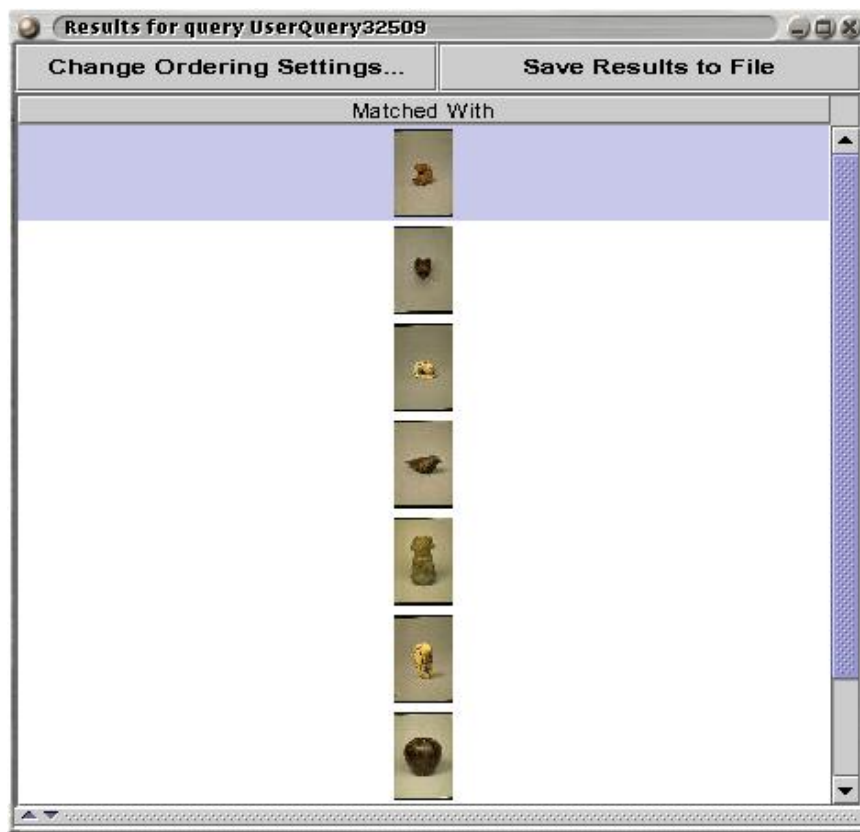 Results for query UserQuery32509
Change Ordering Settings... Save Results to File
Matched With